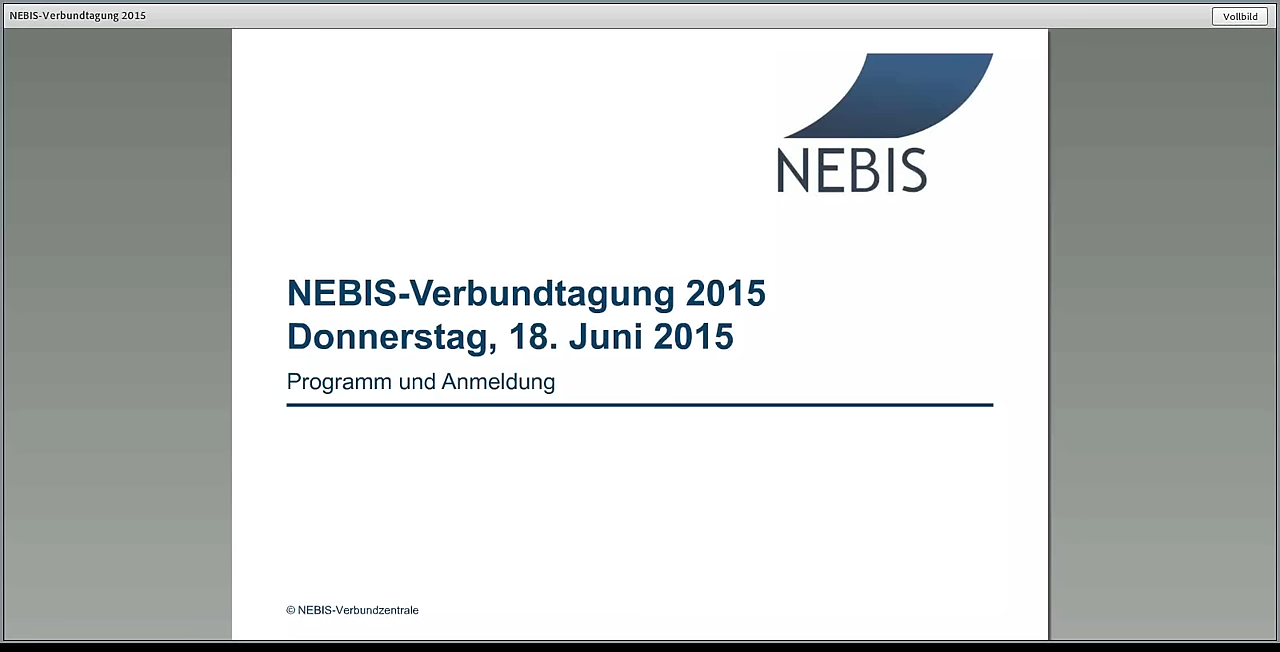 NEBIS-Verbundtagung 2015
Vollbild
NEBIS
NEBIS-Verbundtagung 2015
Donnerstag, 18. Juni 2015
Programm und Anmeldung
© NEBIS-Verbundzentrale